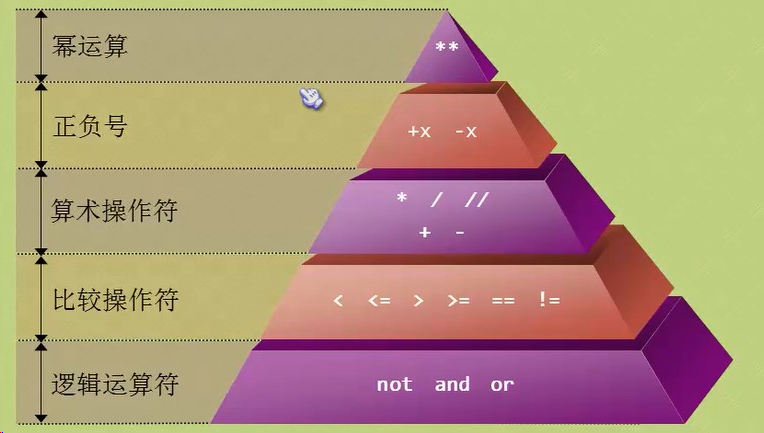 幂运算
**
正负号
+x -x
算术操作符
* / //
+ -
比较操作符
< <= > >= == !=
逻辑运算符
not and or